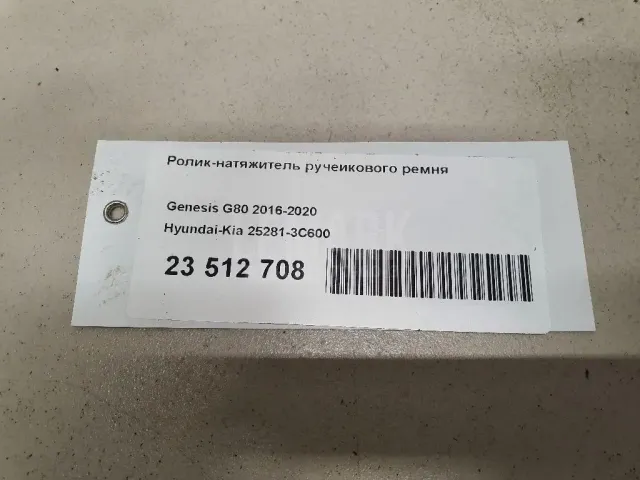 Ролик-натяжитель ручейкового ремня
Genesis G80 2016-2020
Hyundai-Kia 25281-3C600
23 512 708